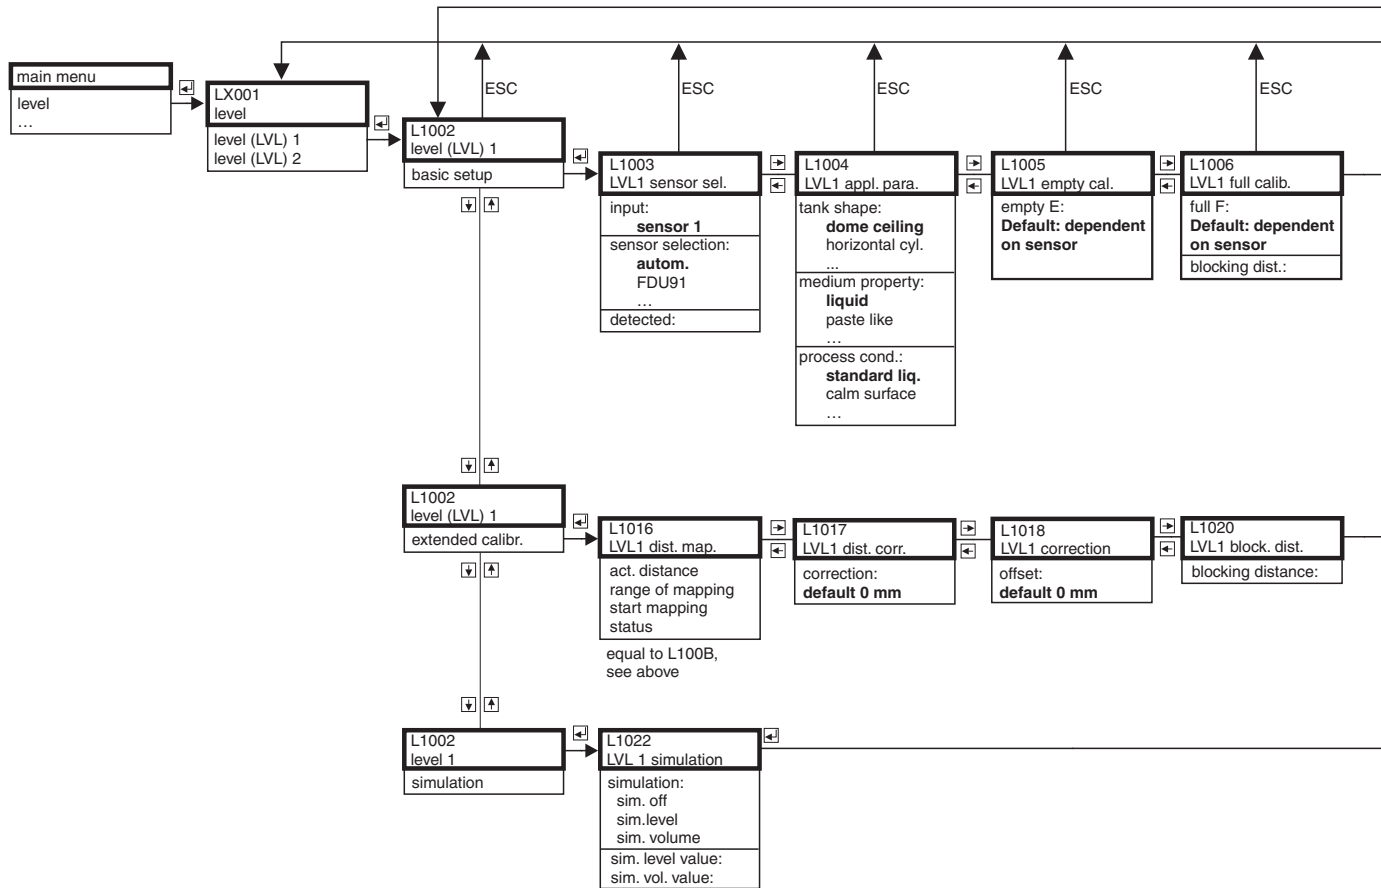 main menu
level
...
LX001
level
level (LVL) 1
level (LVL) 2
ESC
L1002
level (LVL) 1
basic setup
ESC
L1003
LVL1 sensor sel.
input:
sensor 1
sensor selection:
autom.
FDU91
...
detected:
ESC
L1004
LVL1 appl. para.
tank shape:
dome ceiling
horizontal cyl.
...
medium property:
liquid
paste like
...
process cond.:
standard liq.
calm surface
...
ESC
L1005
LVL1 empty cal.
empty E:
Default: dependent
on sensor
ESC
L1006
LVL1 full calib.
full F:
Default: dependent
on sensor
blocking dist.:
L1002
level (LVL) 1
extended calibr.
L1016
LVL1 dist. map.
act. distance
range of mapping
start mapping
status
equal to L100B,
see above
L1017
LVL1 dist. corr.
correction:
default 0 mm
L1018
LVL1 correction
offset:
default 0 mm
L1020
LVL1 block. dist.
blocking distance:
L1002
level 1
simulation
L1022
LVL 1 simulation
simulation:
sim. off
sim.level
sim. volume
sim. level value:
sim. vol. value: